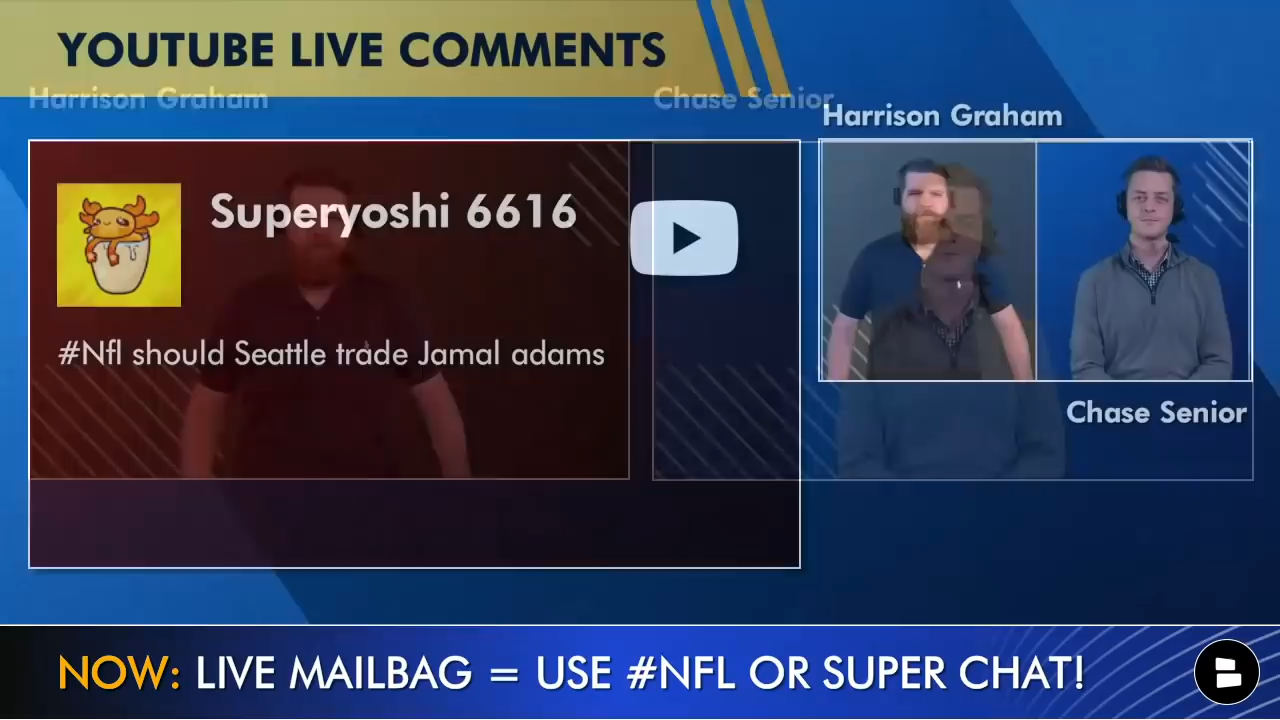 YOUTUBE LIVE COMMENTS
Harrison Graham
Chase Senior
Harrison Graham
Superyoshi 6616
#Nfl should Seattle trade Jamal adams
Chase Senior
NOW: LIVE MAILBAG = USE #NFL OR SUPER CHAT!